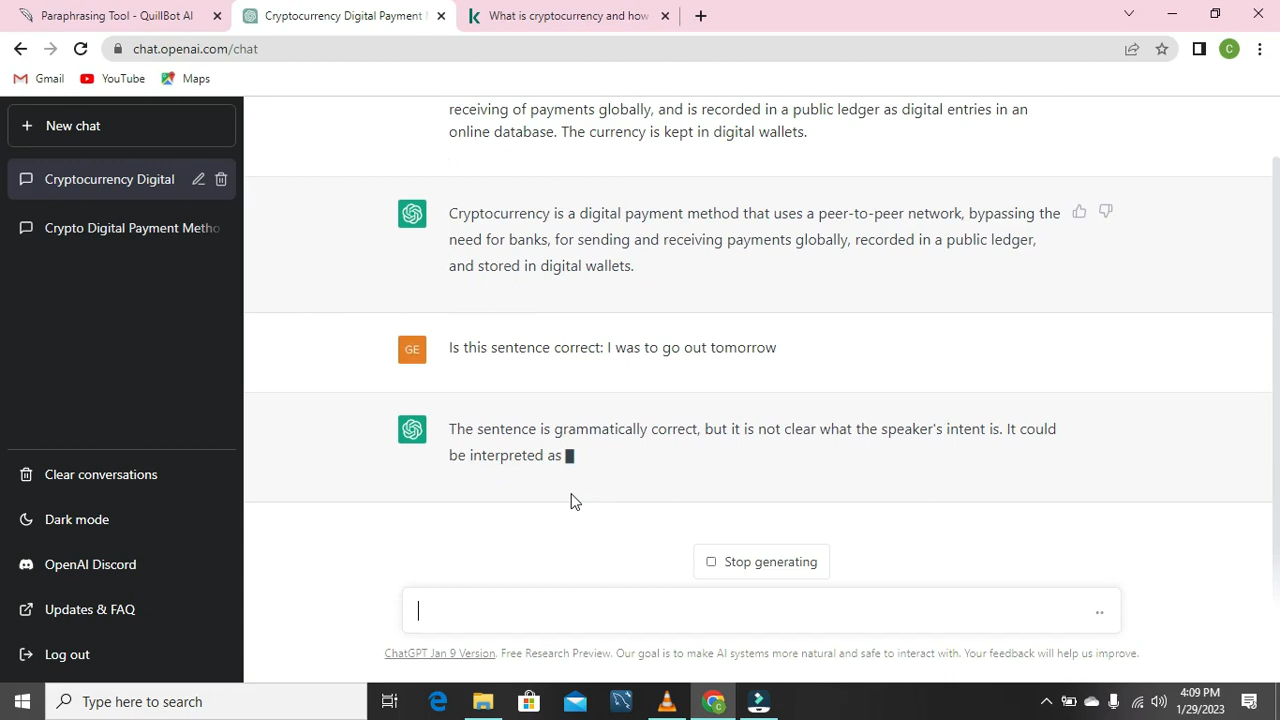 Paraphrasing Tool - QuillBot AI
Cryptocurrency Digital Payment
What is cryptocurrency and how
chat.openai.com/chat
C
Gmail
YouTube
Maps
New chat
Cryptocurrency Digital
Crypto Digital Payment Metho
Clear conversations
Dark mode
OpenAI Discord
Updates & FAQ
Log out
receiving of payments globally, and is recorded in a public ledger as digital entries in an
online database. The currency is kept in digital wallets.
Cryptocurrency is a digital payment method that uses a peer-to-peer network, bypassing the
need for banks, for sending and receiving payments globally, recorded in a public ledger,
and stored in digital wallets.
GE
Is this sentence correct: I was to go out tomorrow
The sentence is grammatically correct, but it is not clear what the speaker's intent is. It could
be interpreted as
Stop generating
ChatGPT Jan 9 Version. Free Research Preview. Our goal is to make AI systems more natural and safe to interact with. Your feedback will help us improve.
Type here to search
4:09 PM
1/29/2023